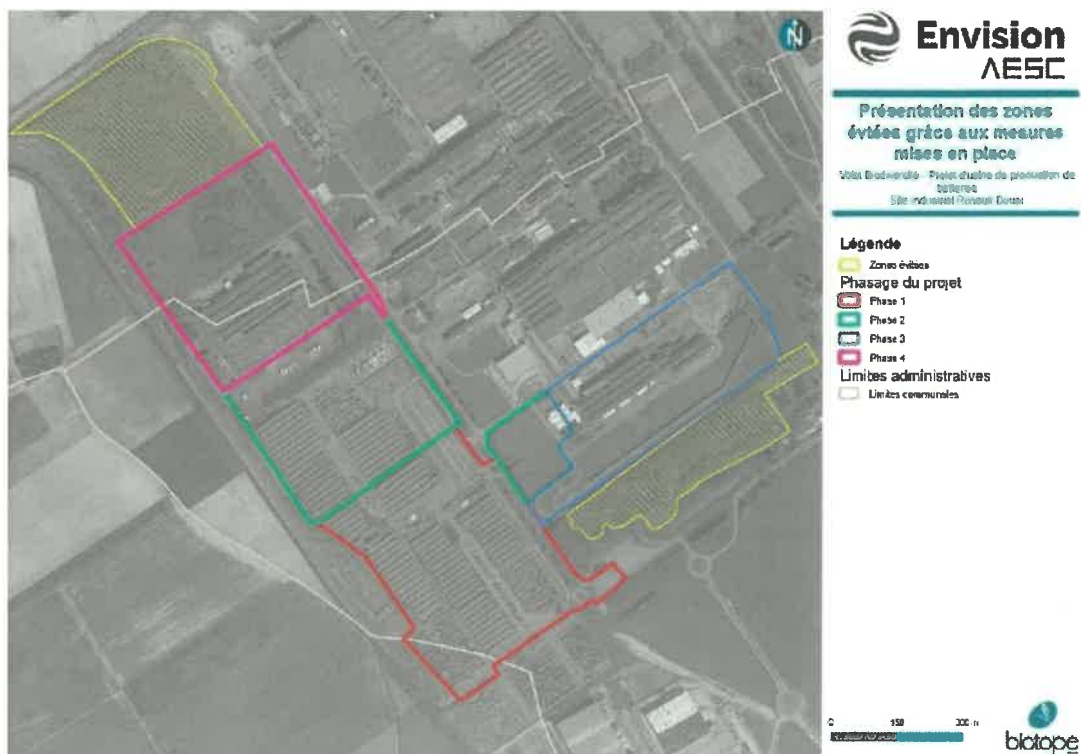 N
Envision
AESC
Présentation des zones
évitées grâce aux mesures
mises en place
Volet Biodiversité - Projet d'usine de production de
batteries
Site industriel Renault Douai
Légende
Zones évitées
Phasage du projet
Phase 1
Phase 2
Phase 3
Phase 4
Limites administratives
Limites communales
0
150
300 m
biotope